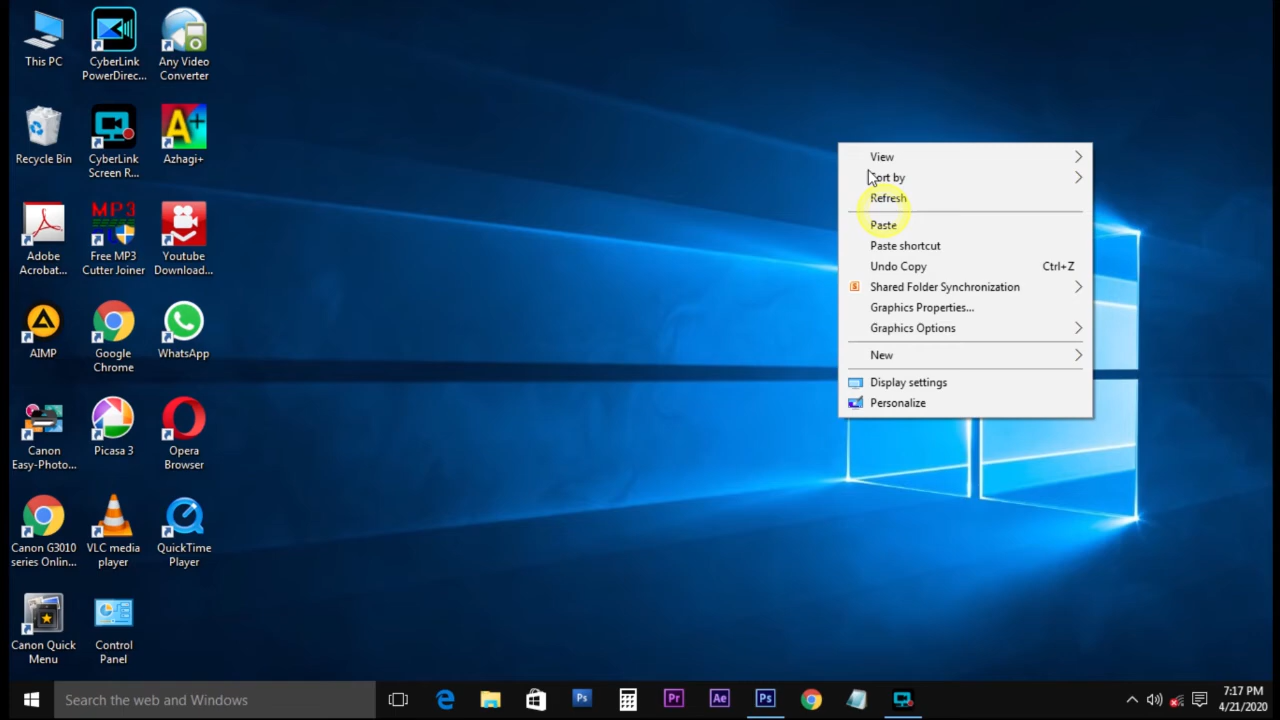 This PC
CyberLink
PowerDirec...
Any Video
Converter
Recycle Bin
CyberLink
Screen R...
A+
Azhagi+
Adobe
Acrobat...
MP3
Free MP3
Cutter Joiner
Youtube
Download...
AIMP
Google
Chrome
WhatsApp
Canon
Easy-Photo...
Picasa 3
Opera
Browser
Canon G3010
series Onlin...
VLC media
player
QuickTime
Player
Canon Quick
Menu
Control
Panel
View
Sort by
Refresh
Paste
Paste shortcut
Undo Copy Ctrl+Z
S Shared Folder Synchronization
Graphics Properties...
Graphics Options
New
Display settings
Personalize
Search the web and Windows
Ps
Pr
Ae
Ps
7:17 PM
4/21/2020